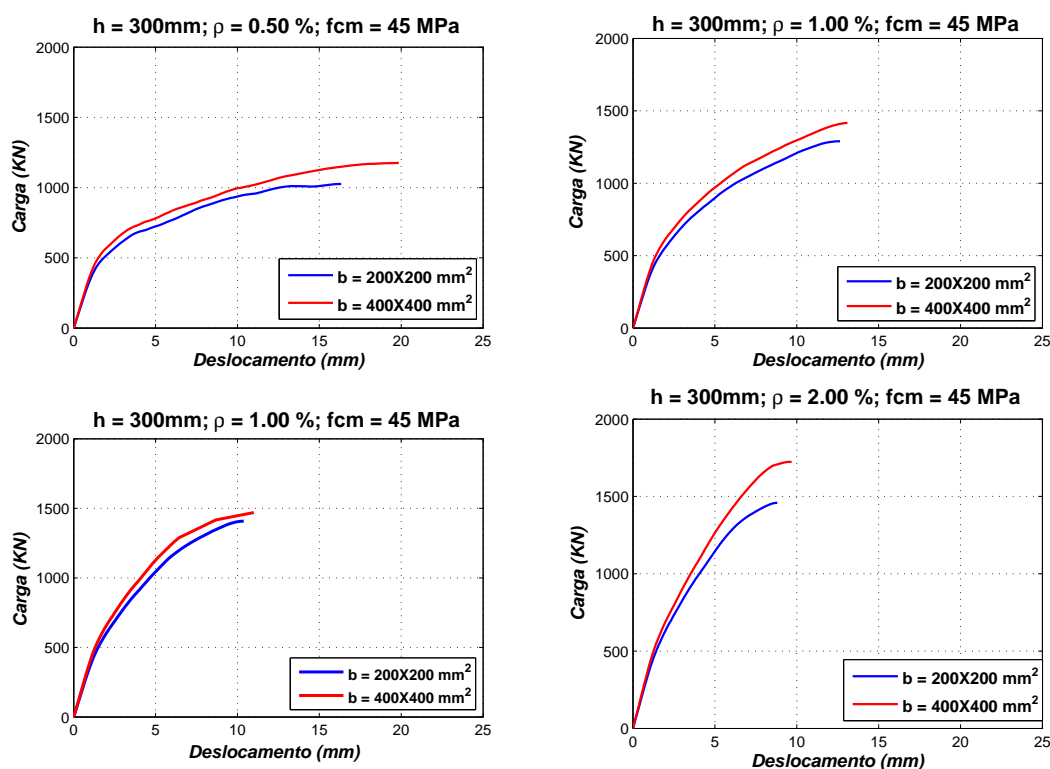 h = 300mm; ρ = 0.50 %; fcm = 45 MPa
2000
1500
1000
500
0
Carga (KN)
b = 200X200 mm²
b = 400X400 mm²
0 5 10 15 20 25
Deslocamento (mm)
h = 300mm; ρ = 1.00 %; fcm = 45 MPa
2000
1500
1000
500
0
Carga (KN)
b = 200X200 mm²
b = 400X400 mm²
0 5 10 15 20 25
Deslocamento (mm)
h = 300mm; ρ = 1.00 %; fcm = 45 MPa
2000
1500
1000
500
0
Carga (KN)
b = 200X200 mm²
b = 400X400 mm²
0 5 10 15 20 25
Deslocamento (mm)
h = 300mm; ρ = 2.00 %; fcm = 45 MPa
2000
1500
1000
500
0
Carga (KN)
b = 200X200 mm²
b = 400X400 mm²
0 5 10 15 20 25
Deslocamento (mm)